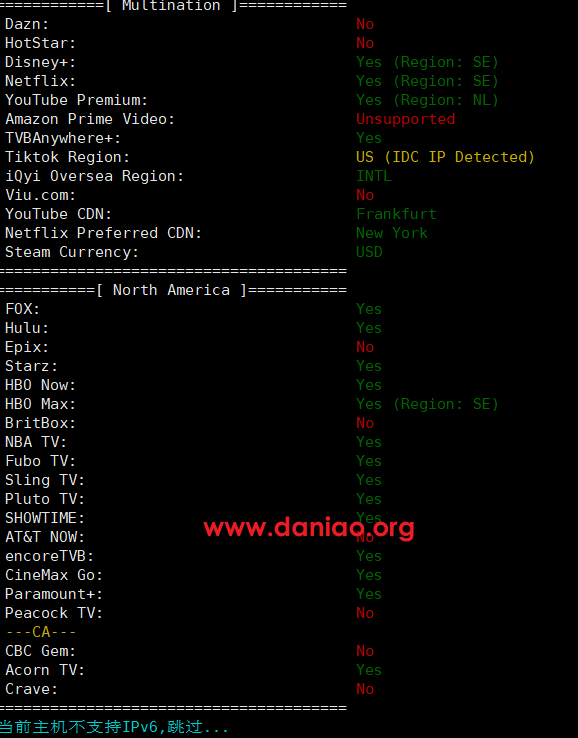 ============[ Multination ]============
Dazn: No
HotStar: No
Disney+: Yes (Region: SE)
Netflix: Yes (Region: SE)
YouTube Premium: Yes (Region: NL)
Amazon Prime Video: Unsupported
TVBAnywhere+: Yes
Tiktok Region: US (IDC IP Detected)
iQyi Oversea Region: INTL
Viu.com: No
YouTube CDN: Frankfurt
Netflix Preferred CDN: New York
Steam Currency: USD
=======================================
===========[ North America ]===========
FOX: Yes
Hulu: Yes
Epix: No
Starz: Yes
HBO Now: Yes
HBO Max: Yes (Region: SE)
BritBox: No
NBA TV: Yes
Fubo TV: Yes
Sling TV: Yes
Pluto TV: Yes
SHOWTIME: Yes
www.daniao.org
AT&T NOW: No
encoreTVB: Yes
CineMax Go: Yes
Paramount+: Yes
Peacock TV: No
---CA---
CBC Gem: No
Acorn TV: Yes
Crave: No
=======================================
当前主机不支持IPv6,跳过...